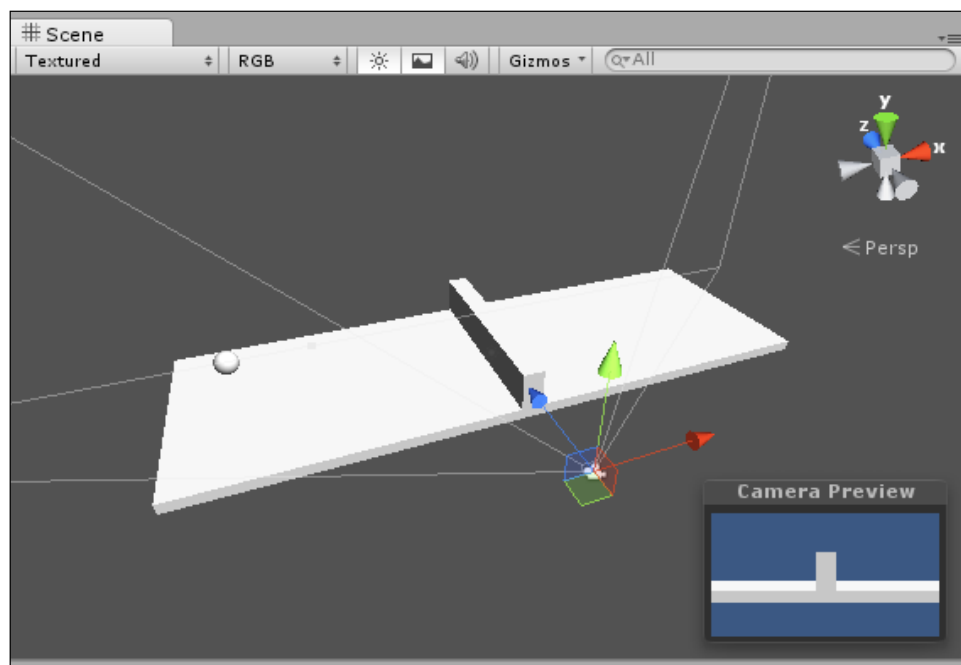 Scene
Textured RGB Gizmos All
y
z
x
Persp
Camera Preview